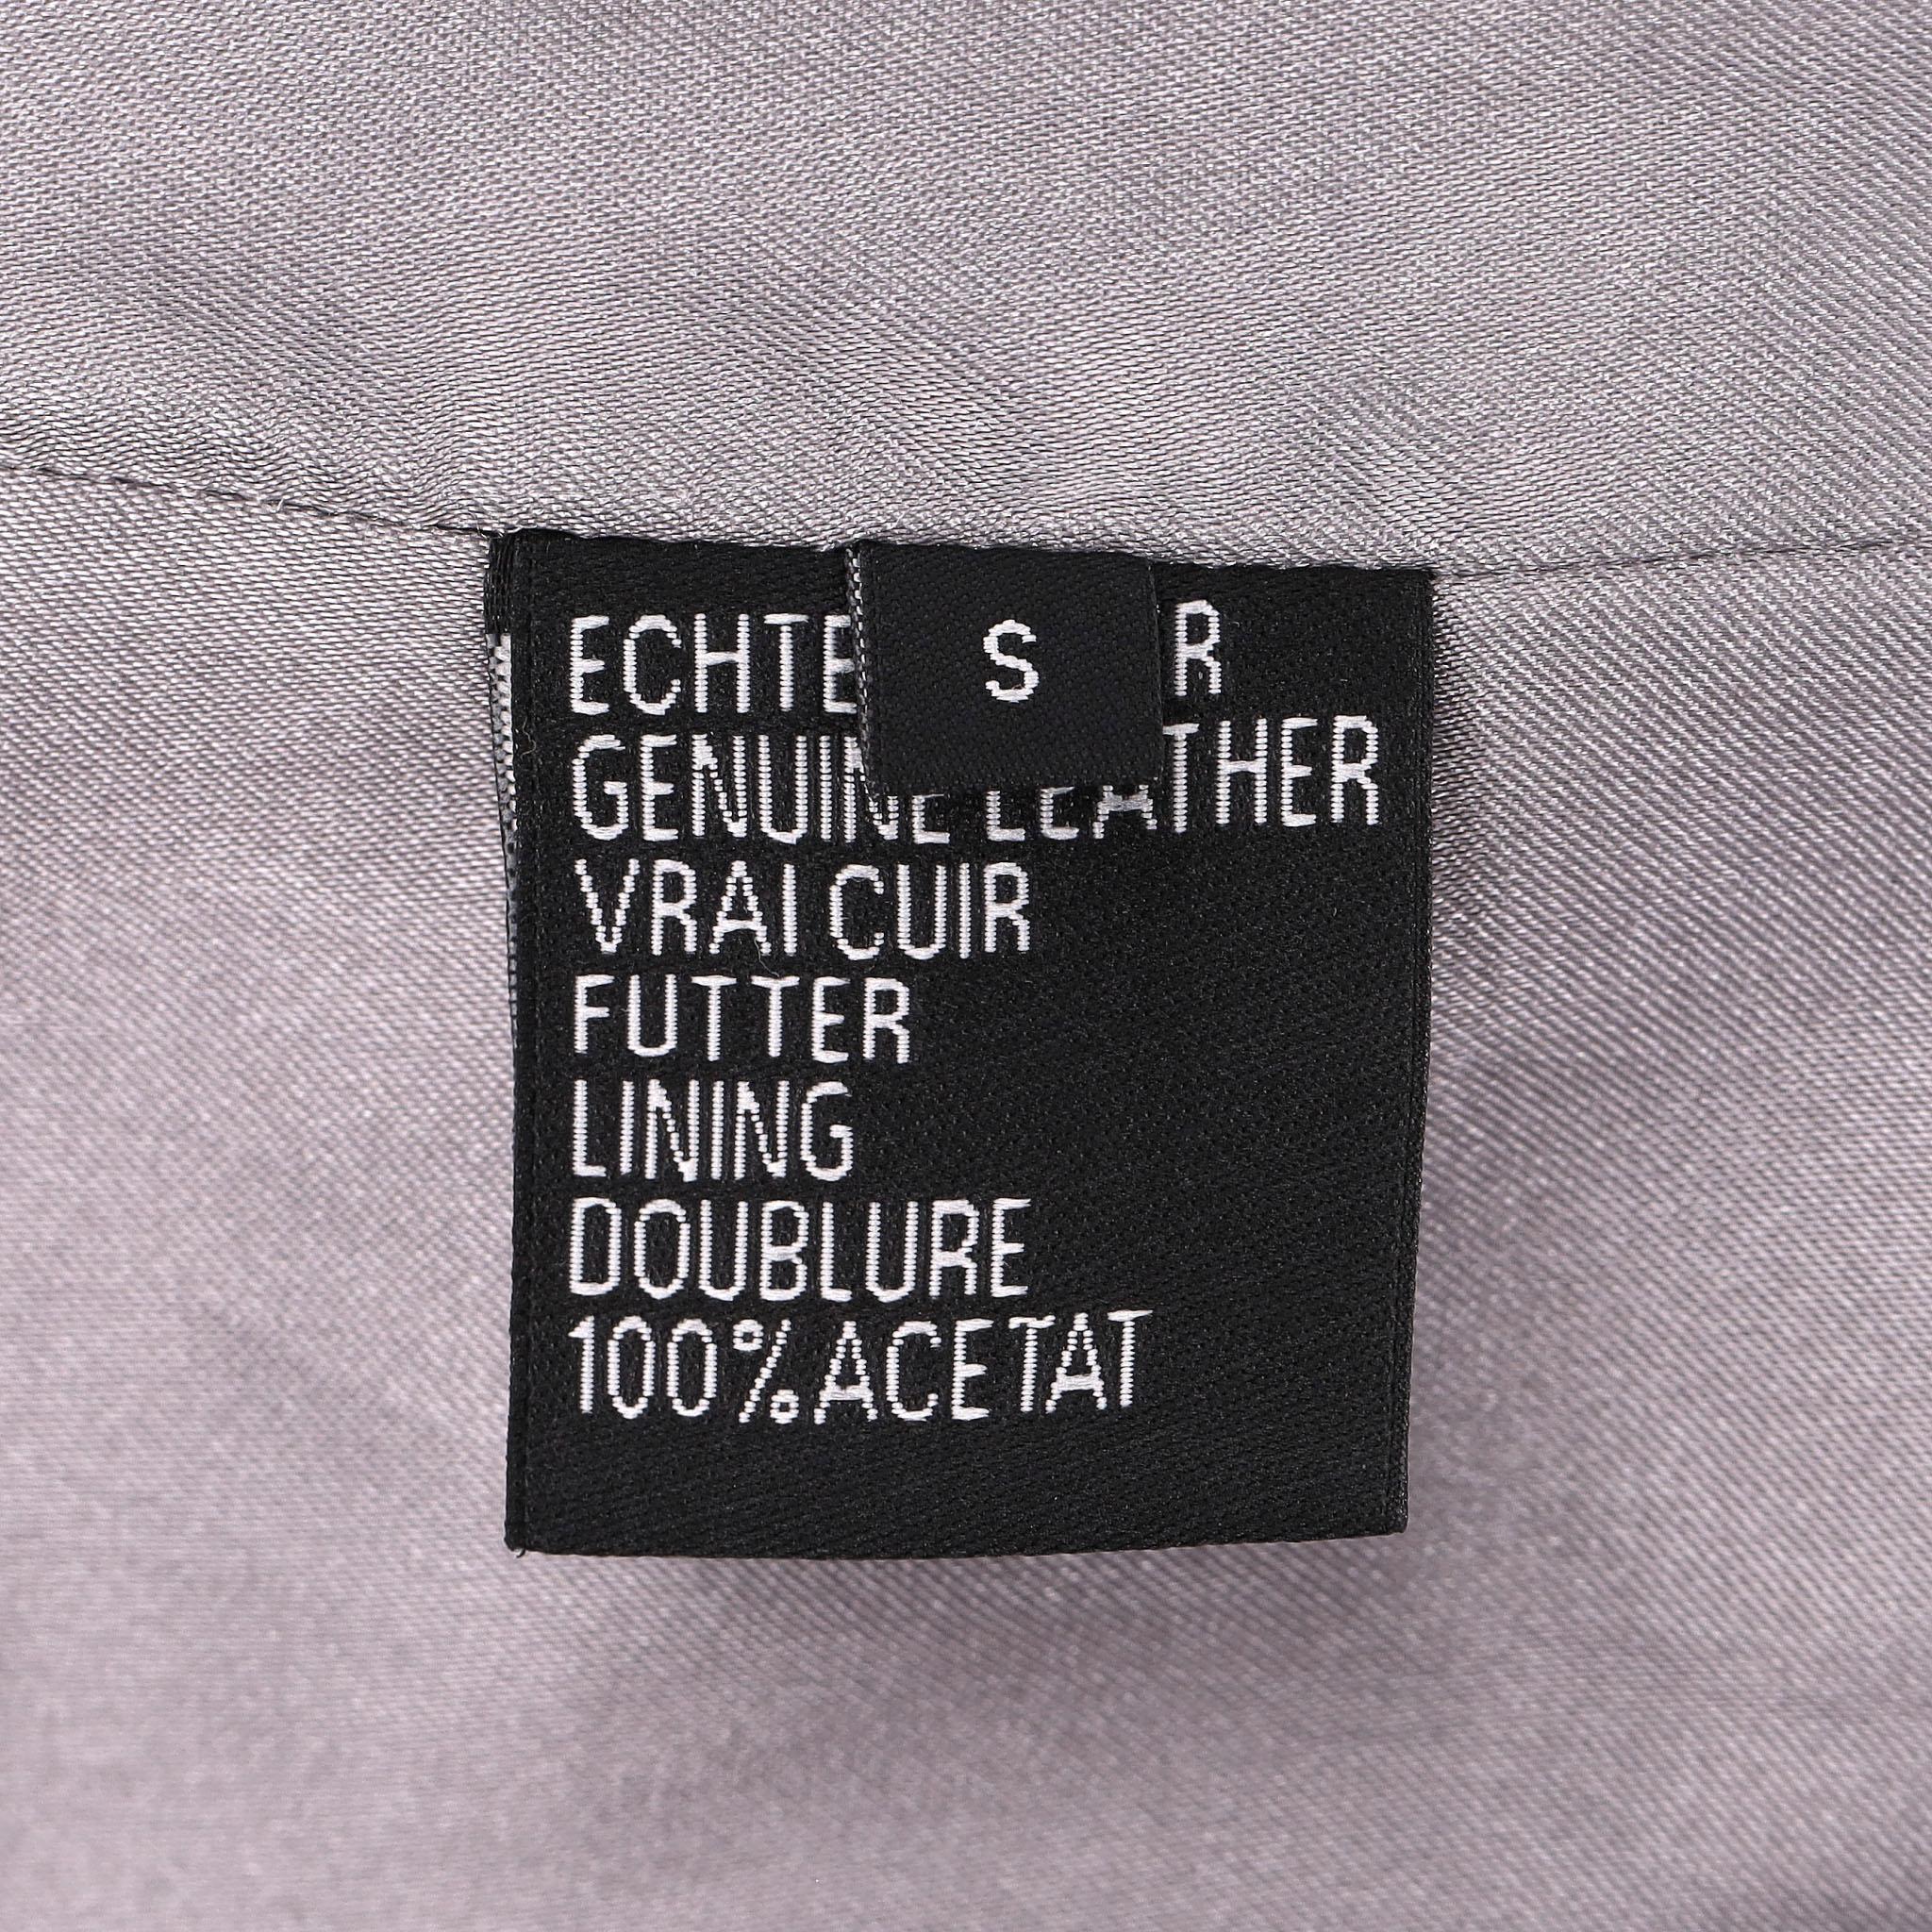 S
ECHTE
GENUINE LEATHER
VRAI CUIR
FUTTER
LINING
DOUBLURE
100% ACETAT